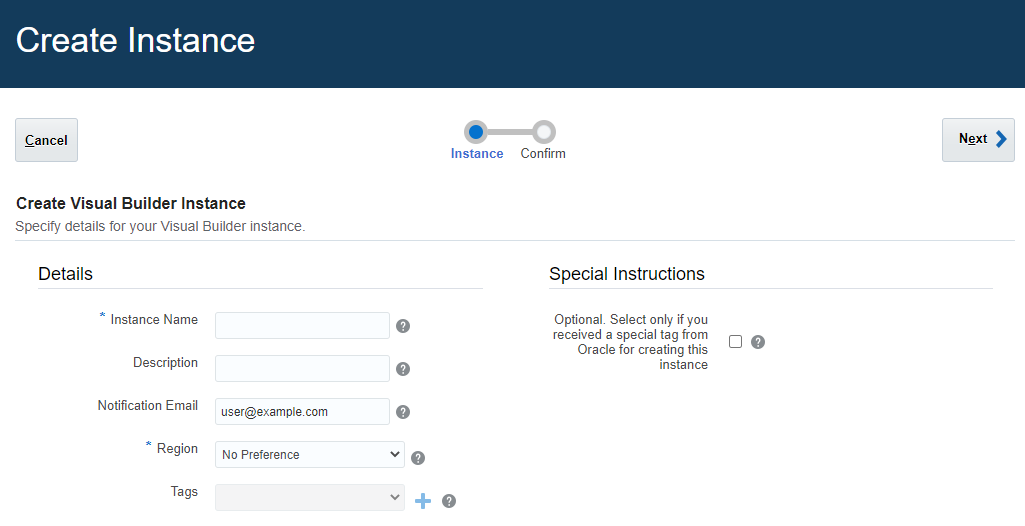 Create Instance
Cancel
Instance
Confirm
Next
Create Visual Builder Instance
Specify details for your Visual Builder instance.
Details
* Instance Name
?
Description
?
Notification Email
user@example.com
?
* Region
No Preference
?
Tags
?
Special Instructions
Optional. Select only if you
received a special tag from
Oracle for creating this
instance
?